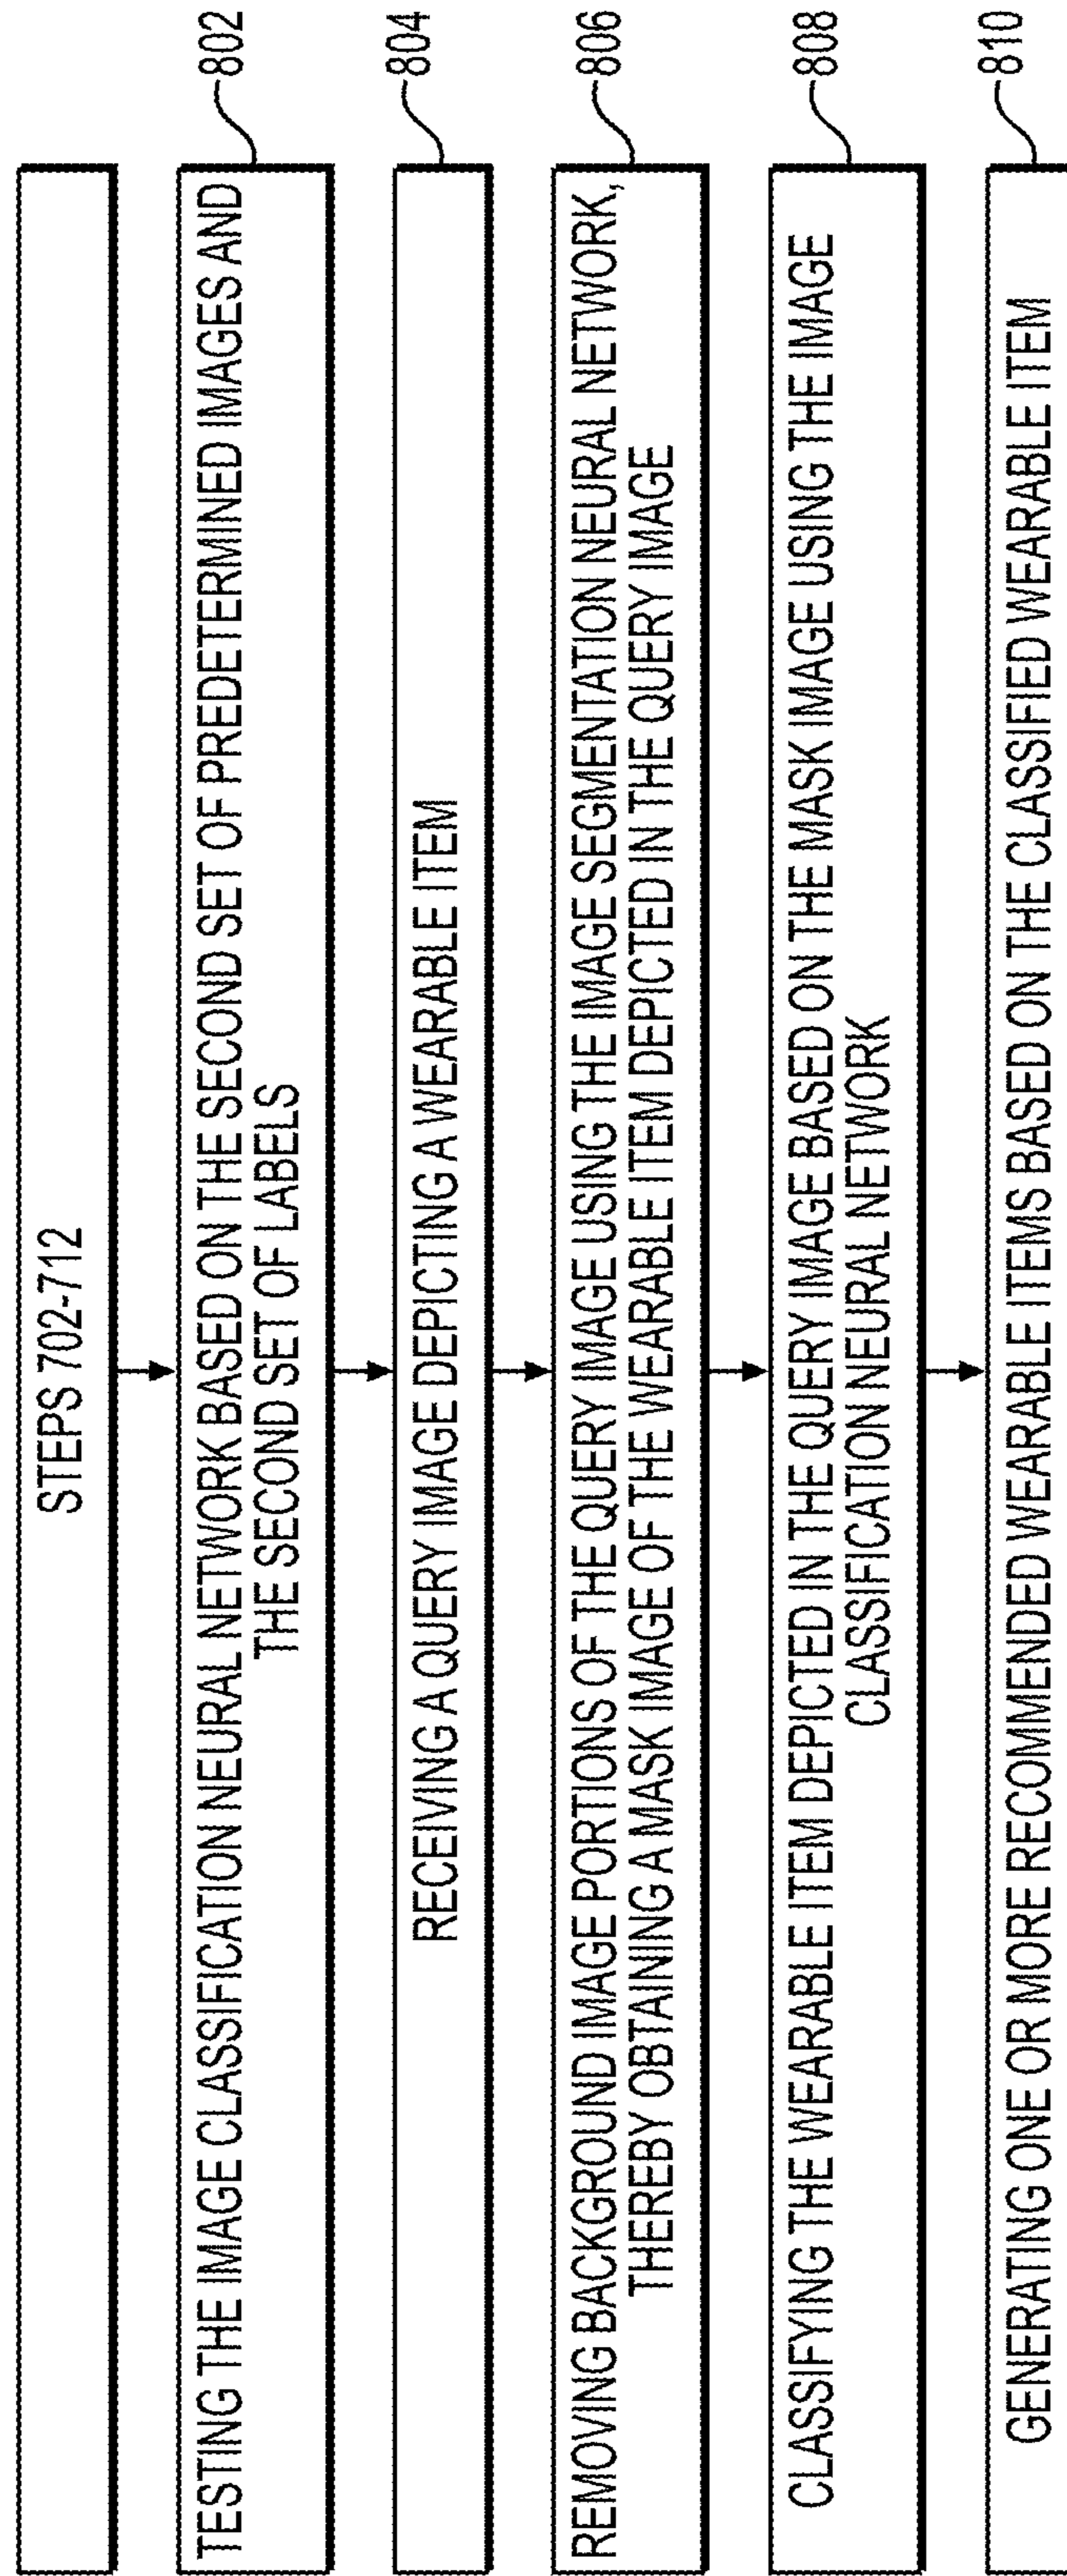 STEPS 702-712
TESTING THE IMAGE CLASSIFICATION NEURAL NETWORK BASED ON THE SECOND SET OF PREDETERMINED IMAGES AND
THE SECOND SET OF LABELS
802
RECEIVING A QUERY IMAGE DEPICTING A WEARABLE ITEM
804
REMOVING BACKGROUND IMAGE PORTIONS OF THE QUERY IMAGE USING THE IMAGE SEGMENTATION NEURAL NETWORK,
THEREBY OBTAINING A MASK IMAGE OF THE WEARABLE ITEM DEPICTED IN THE QUERY IMAGE
806
CLASSIFYING THE WEARABLE ITEM DEPICTED IN THE QUERY IMAGE BASED ON THE MASK IMAGE USING THE IMAGE
CLASSIFICATION NEURAL NETWORK
808
GENERATING ONE OR MORE RECOMMENDED WEARABLE ITEMS BASED ON THE CLASSIFIED WEARABLE ITEM
810